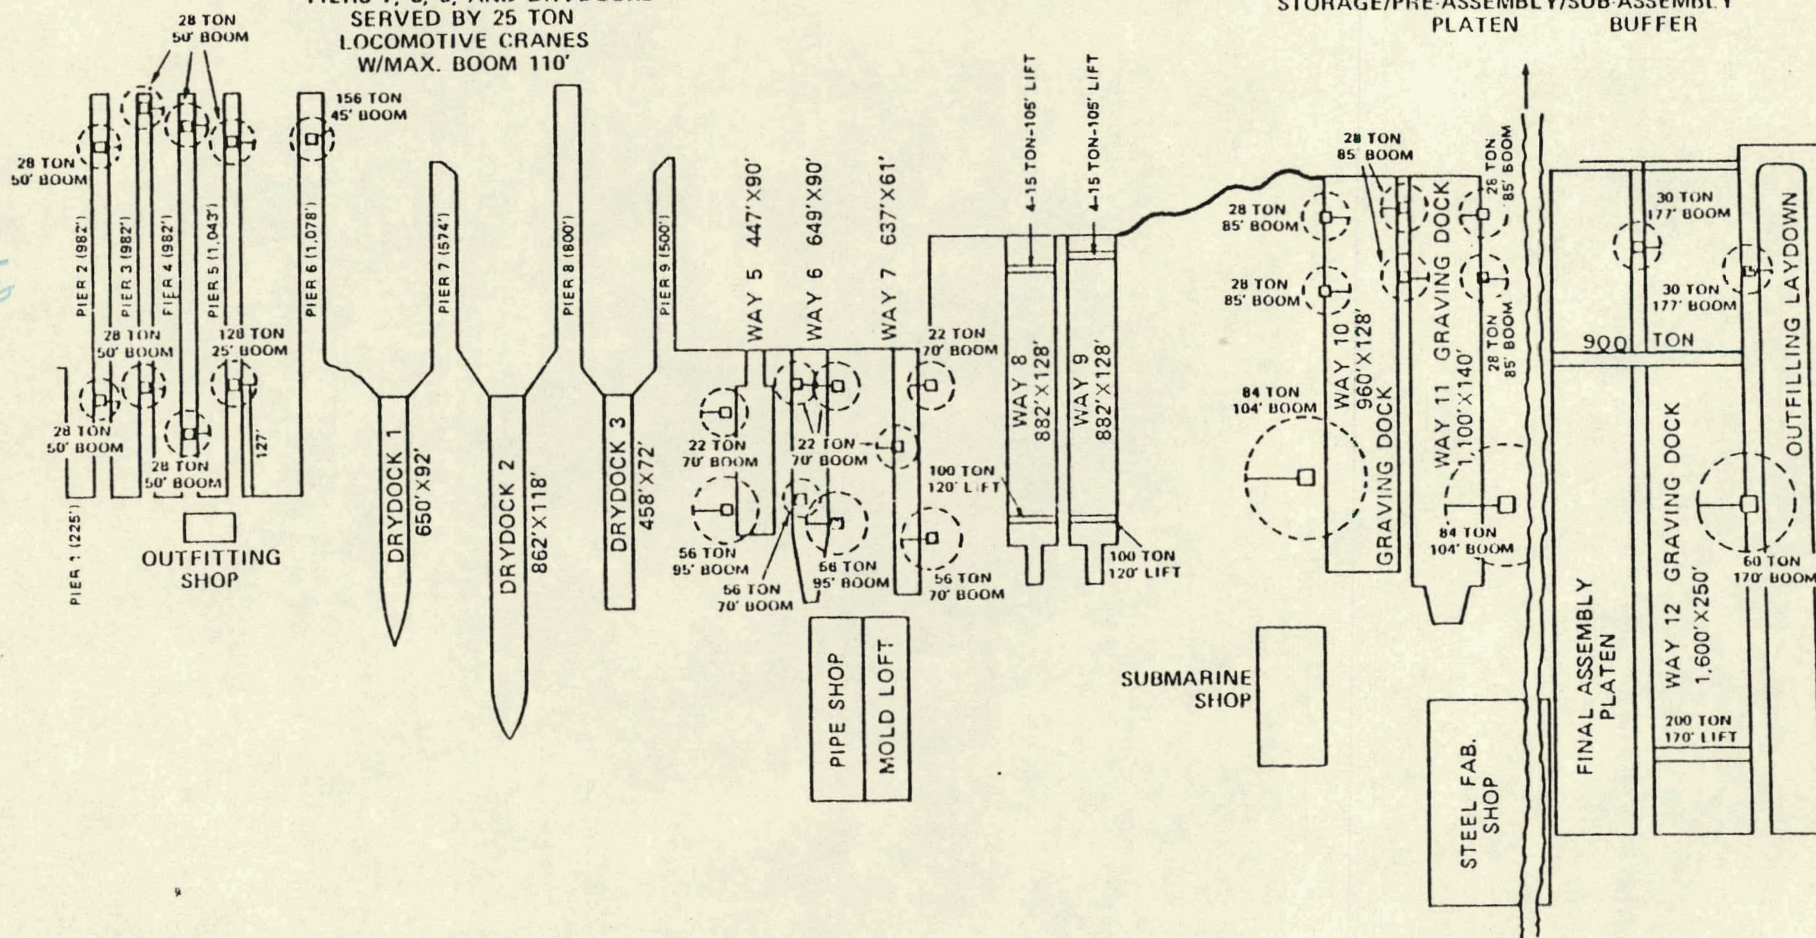 SERVED BY 25 TON
LOCOMOTIVE CRANES
W/MAX. BOOM 110'
STORAGE/PRE-ASSEMBLY/SUB-ASSEMBLY
PLATEN BUFFER
28 TON
50' BOOM
28 TON
50' BOOM
156 TON
45' BOOM
PIER 2 (982')
PIER 3 (982')
PIER 4 (982')
PIER 5 (1,043')
PIER 6 (1,078')
PIER 7 (574')
PIER 8 (800')
PIER 9 (500')
28 TON
50' BOOM
128 TON
25' BOOM
28 TON
50' BOOM
28 TON
50' BOOM
127'
PIER 1 (225')
OUTFITTING
SHOP
DRYDOCK 1
650'X92'
DRYDOCK 2
862'X118'
DRYDOCK 3
458'X72'
WAY 5 447'X90'
WAY 6 649'X90'
WAY 7 637'X61'
22 TON
70' BOOM
22 TON
70' BOOM
22 TON
70' BOOM
56 TON
95' BOOM
56 TON
70' BOOM
56 TON
95' BOOM
56 TON
70' BOOM
PIPE SHOP
MOLD LOFT
4-15 TON-105' LIFT
4-15 TON-105' LIFT
WAY 8
882'X128'
WAY 9
882'X128'
100 TON
120' LIFT
100 TON
120' LIFT
28 TON
85' BOOM
28 TON
85' BOOM
28 TON
85' BOOM
28 TON
85' BOOM
28 TON
85' BOOM
84 TON
104' BOOM
WAY 10
960'X128'
GRAVING DOCK
WAY 11 GRAVING DOCK
1,100'X140'
84 TON
104' BOOM
SUBMARINE
SHOP
STEEL FAB.
SHOP
30 TON
177' BOOM
30 TON
177' BOOM
900 TON
FINAL ASSEMBLY
PLATEN
WAY 12 GRAVING DOCK
1,600'X250'
200 TON
170' LIFT
60 TON
170' BOOM
OUTFILLING LAYDOWN